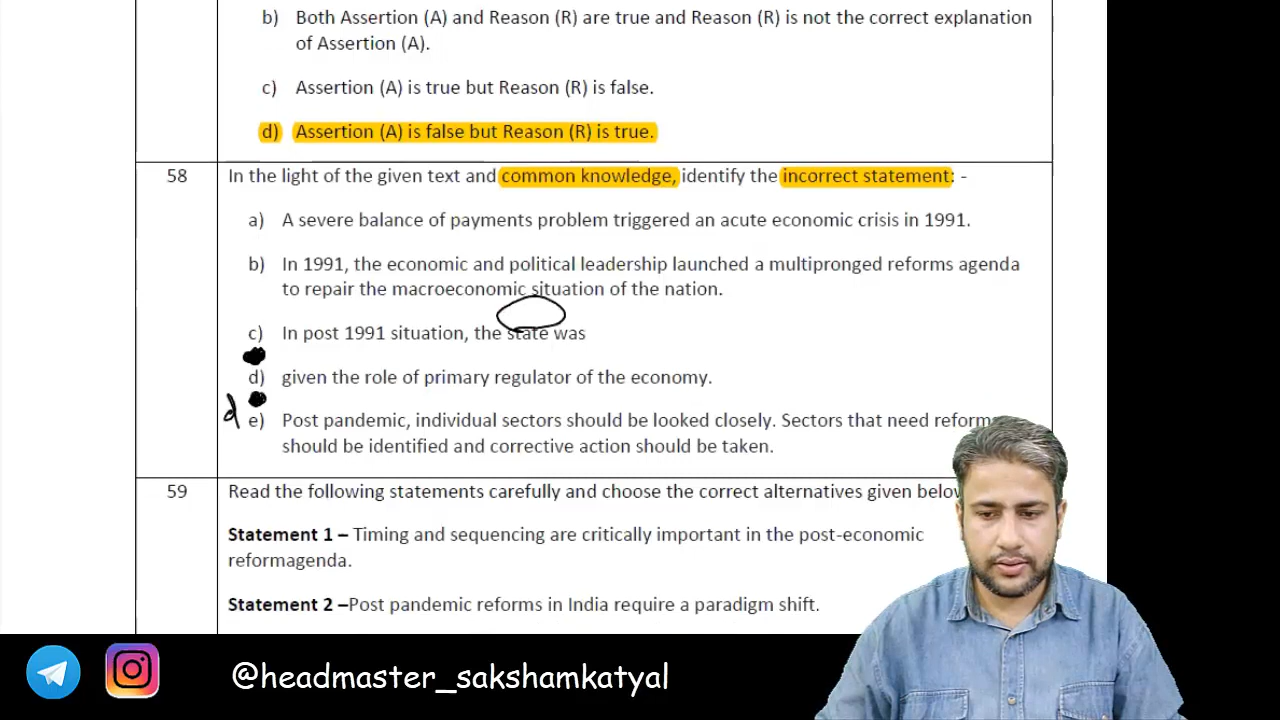 b) Both Assertion (A) and Reason (R) are true and Reason (R) is not the correct explanation
of Assertion (A).
c) Assertion (A) is true but Reason (R) is false.
d) Assertion (A) is false but Reason (R) is true.
58 In the light of the given text and common knowledge, identify the incorrect statement: -
a) A severe balance of payments problem triggered an acute economic crisis in 1991.
b) In 1991, the economic and political leadership launched a multipronged reforms agenda
to repair the macroeconomic situation of the nation.
c) In post 1991 situation, the state was
d) given the role of primary regulator of the economy.
d e) Post pandemic, individual sectors should be looked closely. Sectors that need reform
should be identified and corrective action should be taken.
59 Read the following statements carefully and choose the correct alternatives given below
Statement 1 – Timing and sequencing are critically important in the post-economic
reformagenda.
Statement 2 –Post pandemic reforms in India require a paradigm shift.
@headmaster_sakshamkatyal